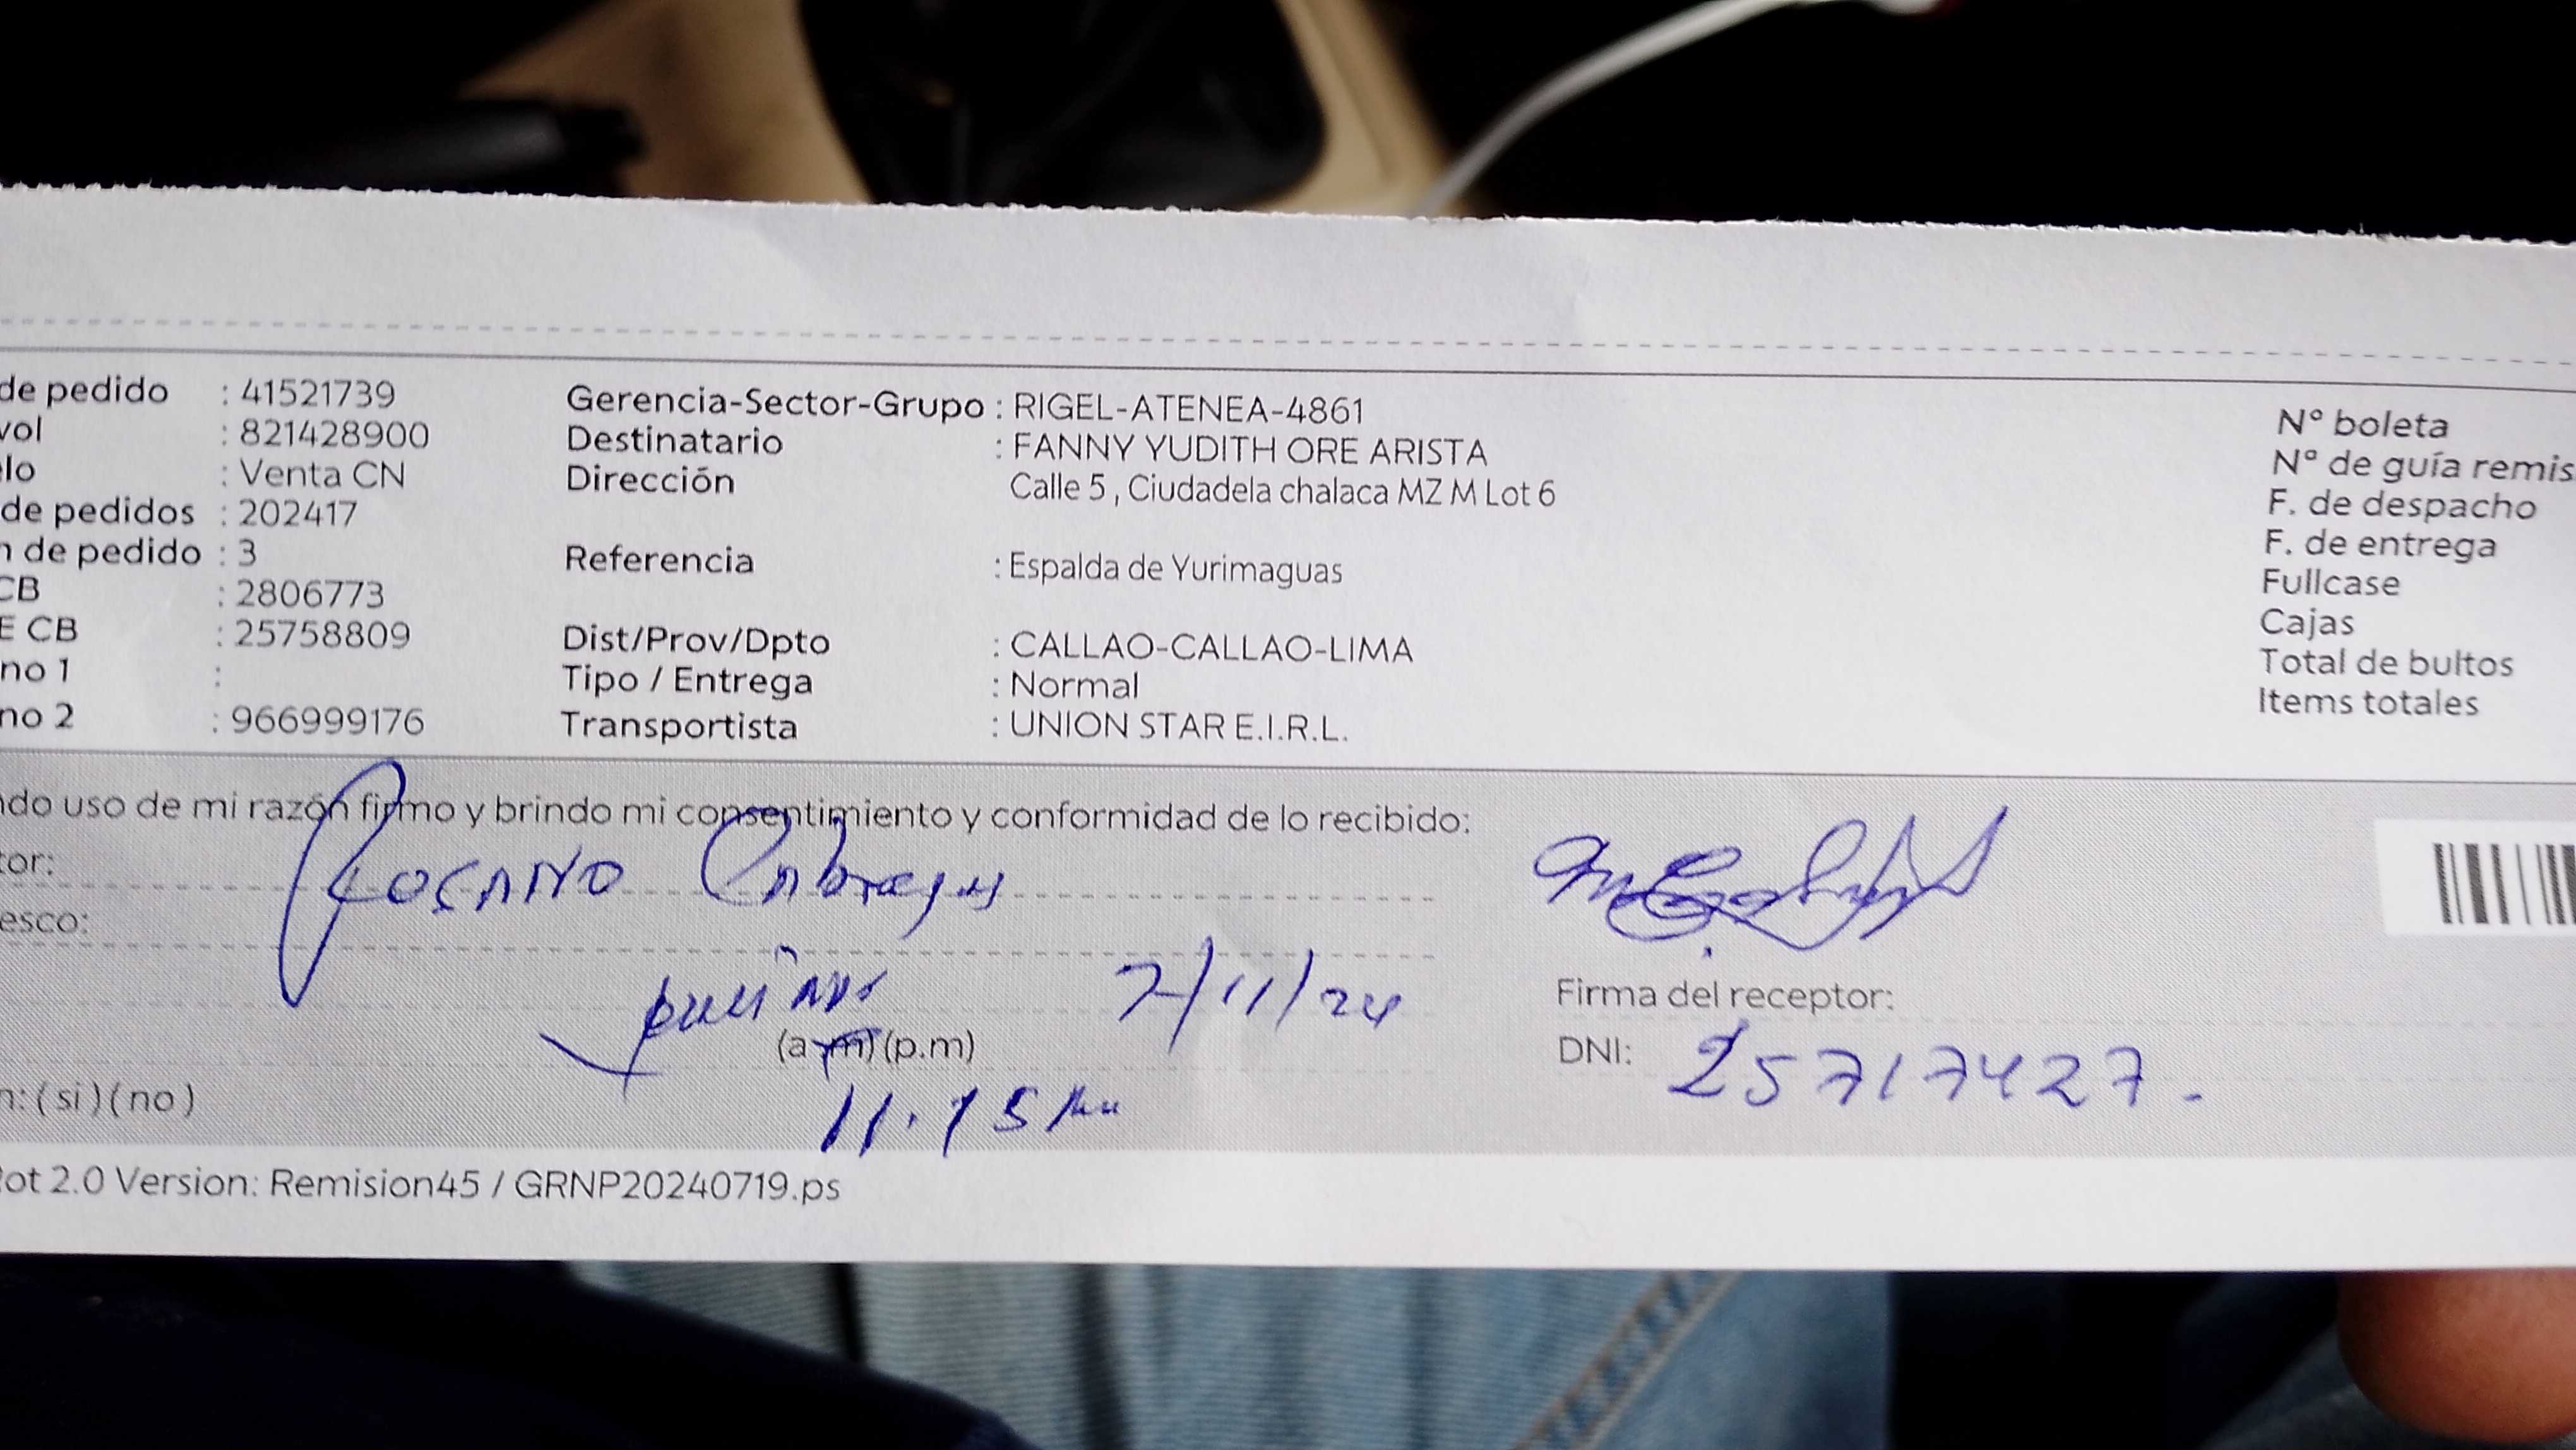 de pedido : 41521739
vol : 821428900
elo : Venta CN
de pedidos : 202417
n de pedido : 3
CB : 2806773
E CB : 25758809
no 1 :
no 2 : 966999176
Gerencia-Sector-Grupo : RIGEL-ATENEA-4861
Destinatario : FANNY YUDITH ORE ARISTA
Dirección Calle 5 , Ciudadela chalaca MZ M Lot 6
Referencia : Espalda de Yurimaguas
Dist/Prov/Dpto : CALLAO-CALLAO-LIMA
Tipo / Entrega : Normal
Transportista : UNION STAR E.I.R.L.
N° boleta
N° de guía remis
F. de despacho
F. de entrega
Fullcase
Cajas
Total de bultos
Items totales
ndo uso de mi razón firmo y brindo mi consentimiento y conformidad de lo recibido:
tor:
esco:
7/11/24
(a.m) (p.m)
11.15
n: ( si ) ( no )
Firma del receptor:
DNI: 25717427.
ot 2.0 Version: Remision45 / GRNP20240719.ps